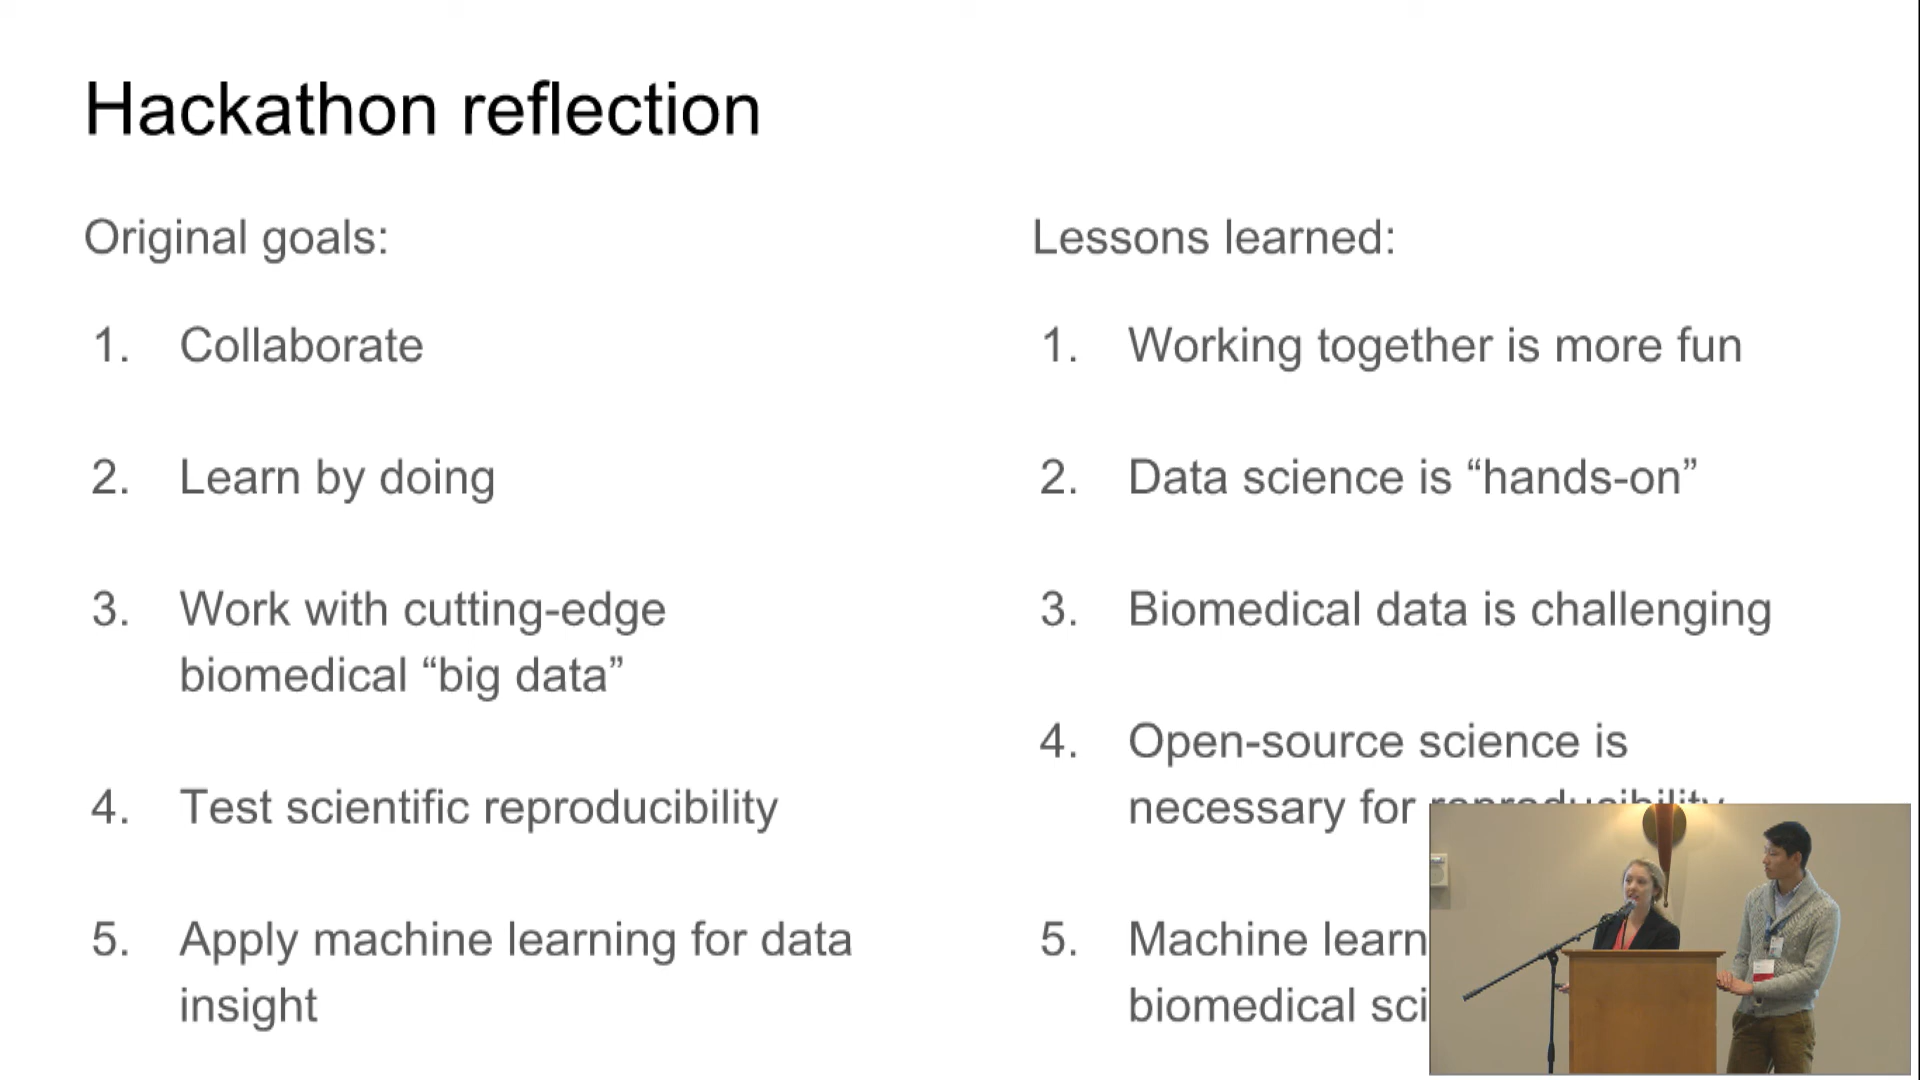 Hackathon reflection
Original goals:
1. Collaborate
2. Learn by doing
3. Work with cutting-edge
biomedical “big data”
4. Test scientific reproducibility
5. Apply machine learning for data
insight
Lessons learned:
1. Working together is more fun
2. Data science is “hands-on”
3. Biomedical data is challenging
4. Open-source science is
necessary for reproducibility
5. Machine learn
biomedical sci